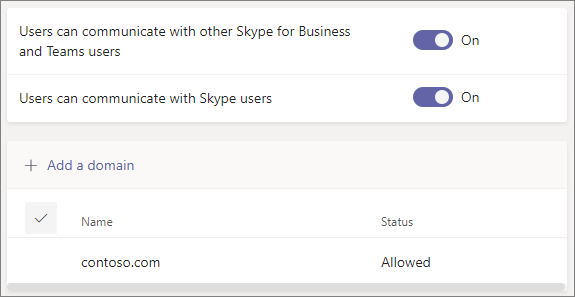 Users can communicate with other Skype for Business
and Teams users
On
Users can communicate with Skype users
On
+ Add a domain
Name
Status
contoso.com
Allowed